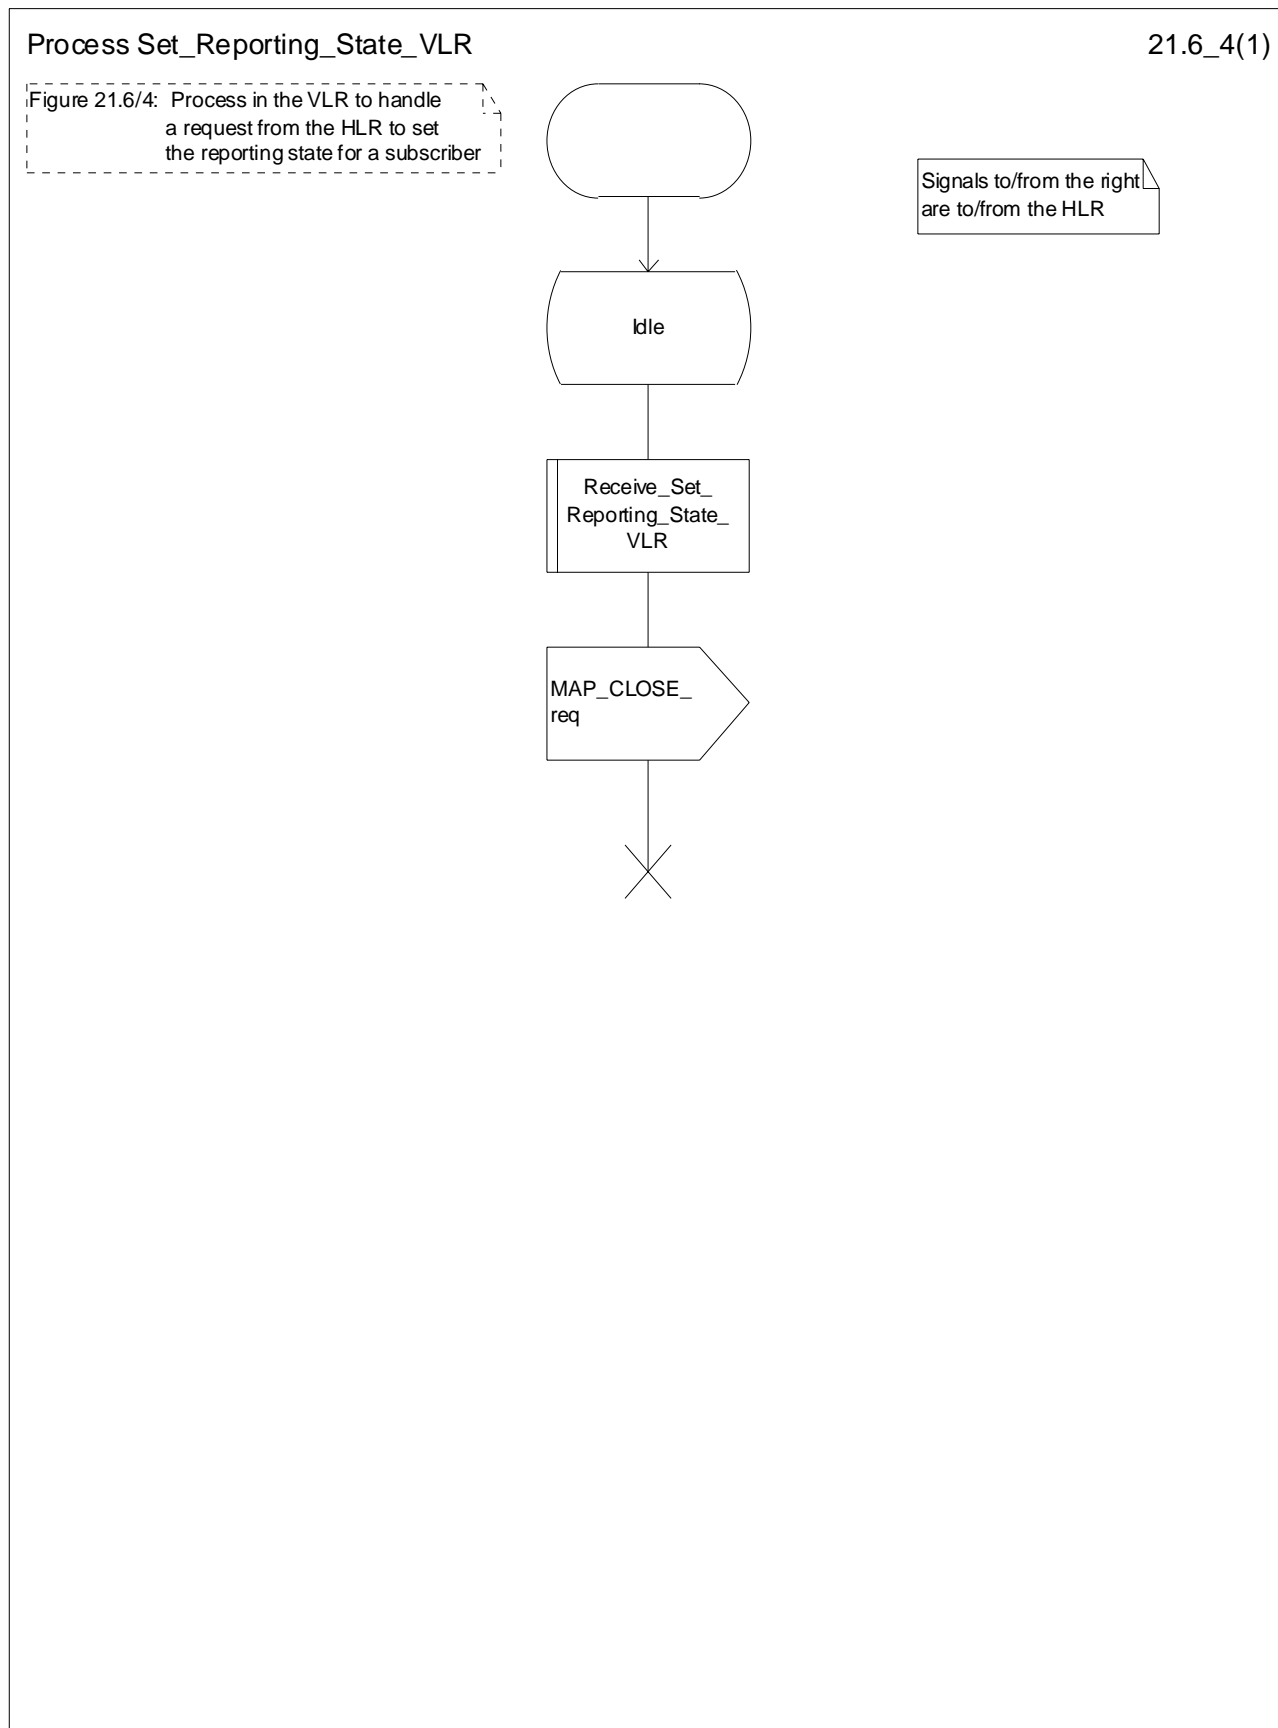 Process Set_Reporting_State_VLR
21.6_4(1)
Figure 21.6/4: Process in the VLR to handle
a request from the HLR to set
the reporting state for a subscriber
Signals to/from the right
are to/from the HLR
Idle
Receive_Set_
Reporting_State_
VLR
MAP_CLOSE_
req